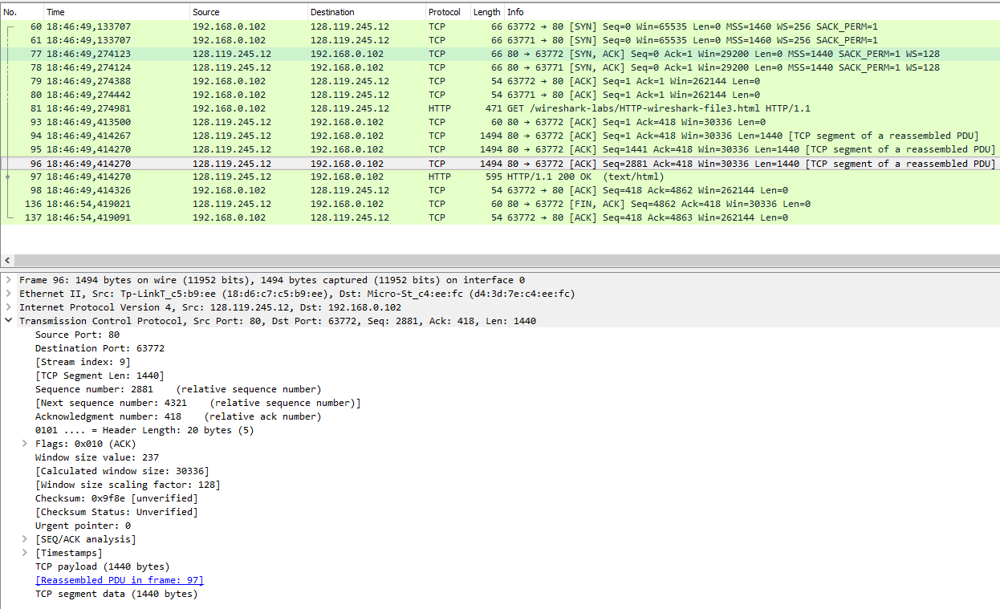 No. Time Source Destination Protocol Length Info
60 18:46:49,133707 192.168.0.102 128.119.245.12 TCP 66 63772 → 80 [SYN] Seq=0 Win=65535 Len=0 MSS=1460 WS=256 SACK_PERM=1
61 18:46:49,133707 192.168.0.102 128.119.245.12 TCP 66 63771 → 80 [SYN] Seq=0 Win=65535 Len=0 MSS=1460 WS=256 SACK_PERM=1
77 18:46:49,274123 128.119.245.12 192.168.0.102 TCP 66 80 → 63772 [SYN, ACK] Seq=0 Ack=1 Win=29200 Len=0 MSS=1440 SACK_PERM=1 WS=128
78 18:46:49,274124 128.119.245.12 192.168.0.102 TCP 66 80 → 63771 [SYN, ACK] Seq=0 Ack=1 Win=29200 Len=0 MSS=1440 SACK_PERM=1 WS=128
79 18:46:49,274388 192.168.0.102 128.119.245.12 TCP 54 63772 → 80 [ACK] Seq=1 Ack=1 Win=262144 Len=0
80 18:46:49,274442 192.168.0.102 128.119.245.12 TCP 54 63771 → 80 [ACK] Seq=1 Ack=1 Win=262144 Len=0
81 18:46:49,274981 192.168.0.102 128.119.245.12 HTTP 471 GET /wireshark-labs/HTTP-wireshark-file3.html HTTP/1.1
93 18:46:49,413500 128.119.245.12 192.168.0.102 TCP 60 80 → 63772 [ACK] Seq=1 Ack=418 Win=30336 Len=0
94 18:46:49,414267 128.119.245.12 192.168.0.102 TCP 1494 80 → 63772 [ACK] Seq=1 Ack=418 Win=30336 Len=1440 [TCP segment of a reassembled PDU]
95 18:46:49,414270 128.119.245.12 192.168.0.102 TCP 1494 80 → 63772 [ACK] Seq=1441 Ack=418 Win=30336 Len=1440 [TCP segment of a reassembled PDU]
96 18:46:49,414270 128.119.245.12 192.168.0.102 TCP 1494 80 → 63772 [ACK] Seq=2881 Ack=418 Win=30336 Len=1440 [TCP segment of a reassembled PDU]
97 18:46:49,414270 128.119.245.12 192.168.0.102 HTTP 595 HTTP/1.1 200 OK (text/html)
98 18:46:49,414326 192.168.0.102 128.119.245.12 TCP 54 63772 → 80 [ACK] Seq=418 Ack=4862 Win=262144 Len=0
136 18:46:54,419021 128.119.245.12 192.168.0.102 TCP 60 80 → 63772 [FIN, ACK] Seq=4862 Ack=418 Win=30336 Len=0
137 18:46:54,419091 192.168.0.102 128.119.245.12 TCP 54 63772 → 80 [ACK] Seq=418 Ack=4863 Win=262144 Len=0
Frame 96: 1494 bytes on wire (11952 bits), 1494 bytes captured (11952 bits) on interface 0
Ethernet II, Src: Tp-LinkT_c5:b9:ee (18:d6:c7:c5:b9:ee), Dst: Micro-St_c4:ee:fc (d4:3d:7e:c4:ee:fc)
Internet Protocol Version 4, Src: 128.119.245.12, Dst: 192.168.0.102
Transmission Control Protocol, Src Port: 80, Dst Port: 63772, Seq: 2881, Ack: 418, Len: 1440
Source Port: 80
Destination Port: 63772
[Stream index: 9]
[TCP Segment Len: 1440]
Sequence number: 2881 (relative sequence number)
[Next sequence number: 4321 (relative sequence number)]
Acknowledgment number: 418 (relative ack number)
0101 .... = Header Length: 20 bytes (5)
Flags: 0x010 (ACK)
Window size value: 237
[Calculated window size: 30336]
[Window size scaling factor: 128]
Checksum: 0x9f8e [unverified]
[Checksum Status: Unverified]
Urgent pointer: 0
[SEQ/ACK analysis]
[Timestamps]
TCP payload (1440 bytes)
[Reassembled PDU in frame: 97]
TCP segment data (1440 bytes)